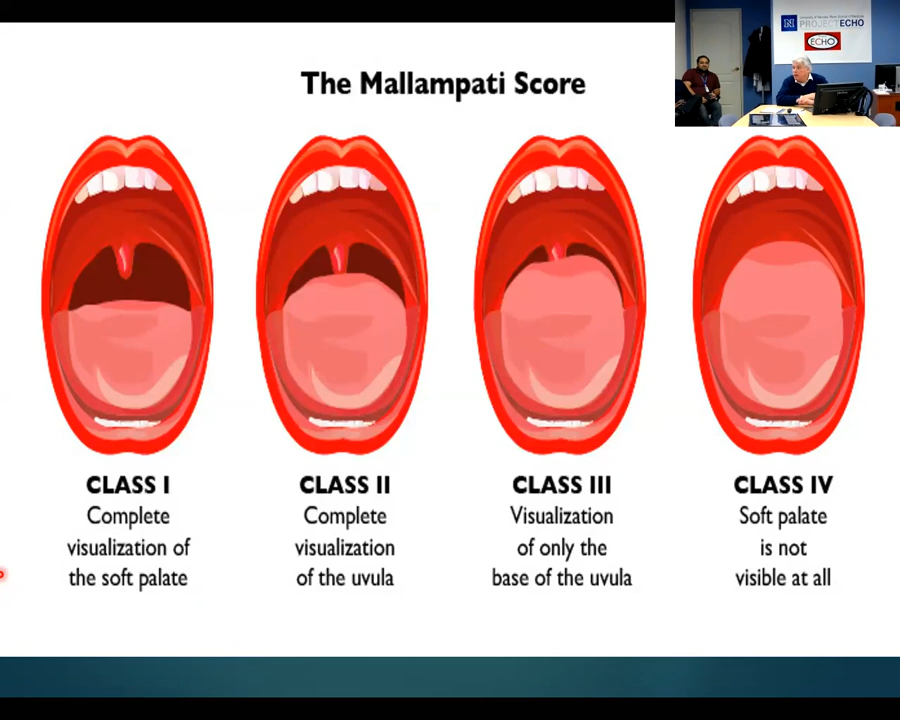 The Mallampati Score
CLASS I
Complete
visualization of
the soft palate
CLASS II
Complete
visualization
of the uvula
CLASS III
Visualization
of only the
base of the uvula
CLASS IV
Soft palate
is not
visible at all
N
PROJECT ECHO
ECHO